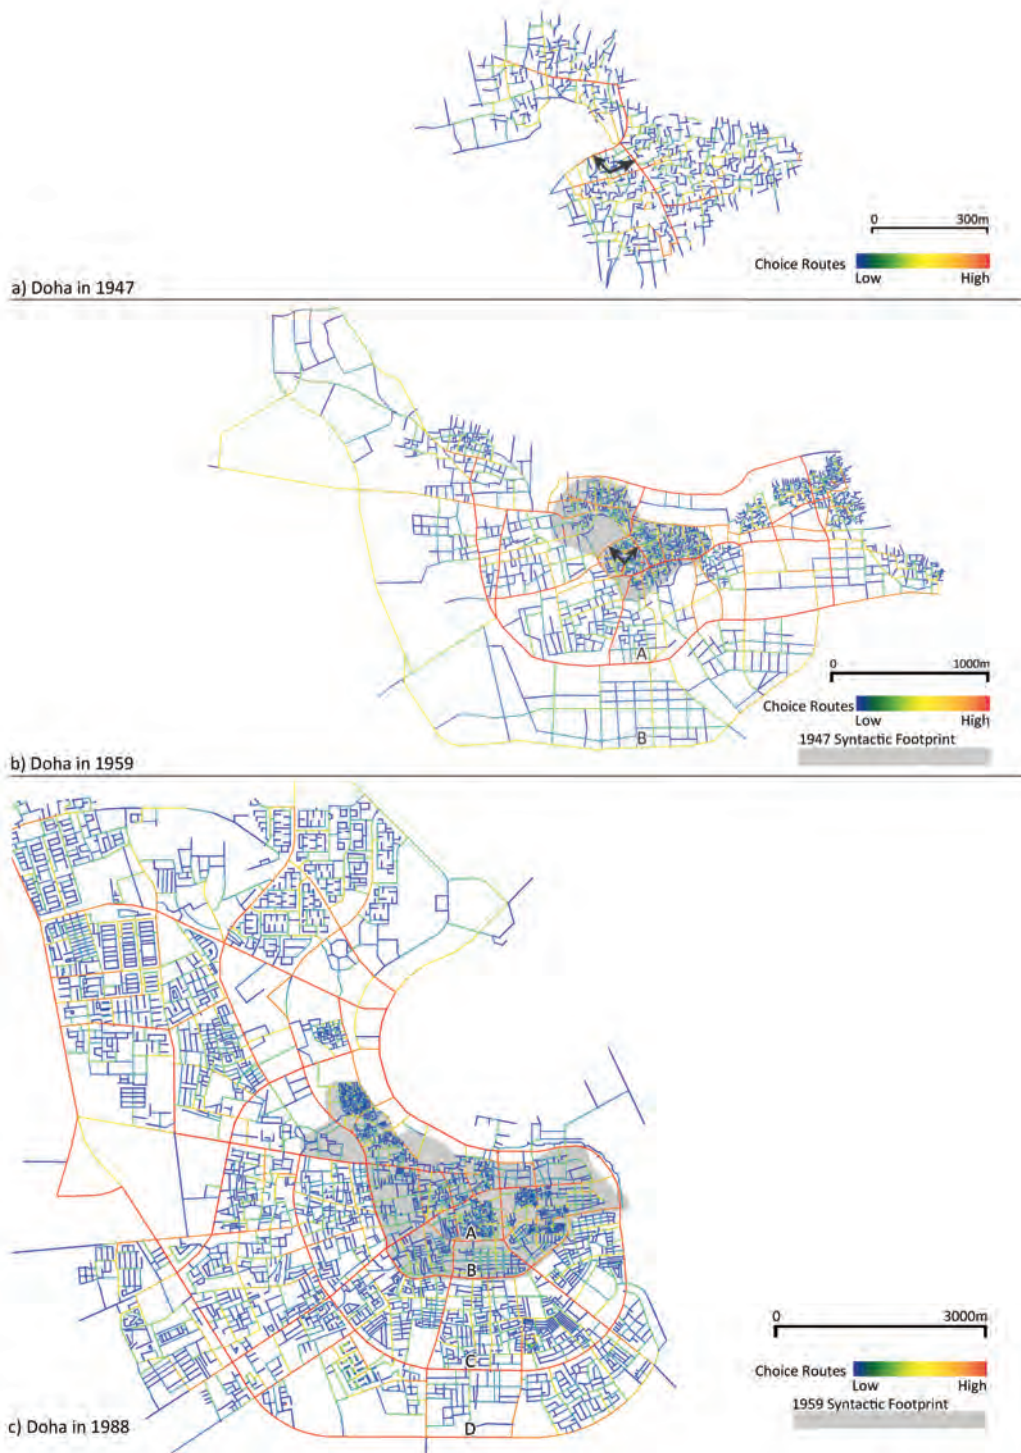 0 300m
Choice Routes
Low High
a) Doha in 1947
A
0 1000m
Choice Routes
Low High
B
1947 Syntactic Footprint
b) Doha in 1959
A
B
0 3000m
C
Choice Routes
Low High
1959 Syntactic Footprint
D
c) Doha in 1988